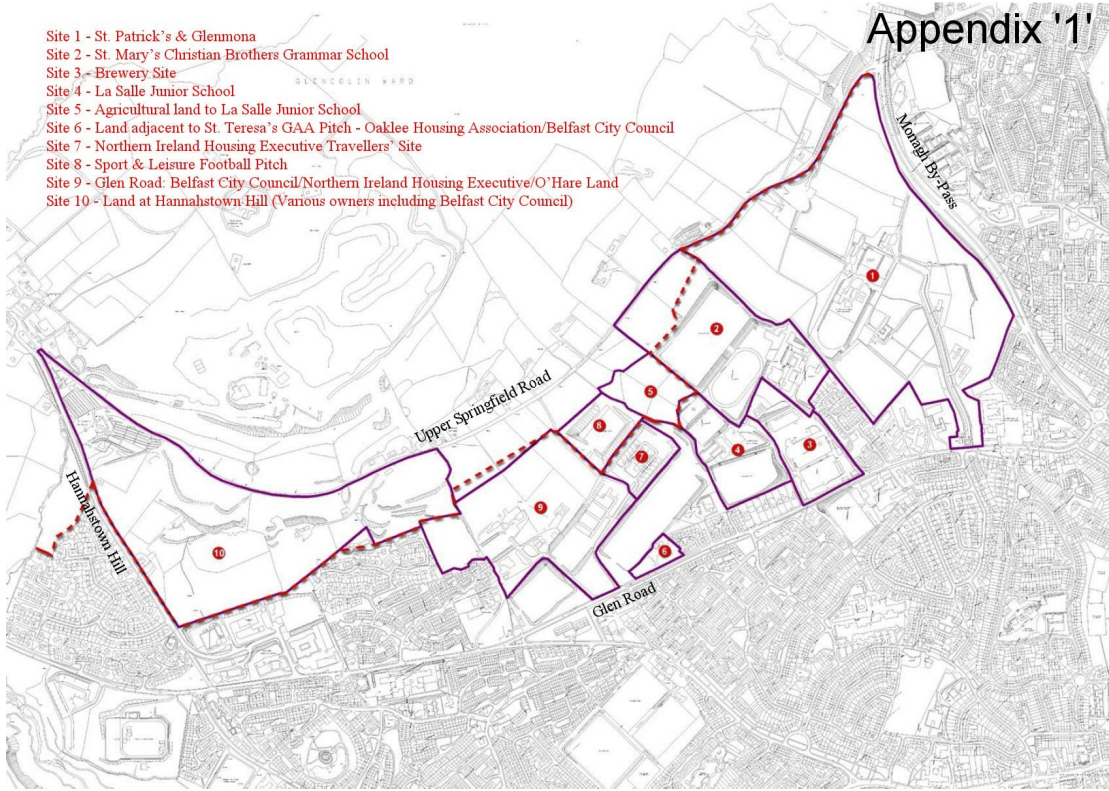 Appendix '1'
Site 1 - St. Patrick's & Glenmona
Site 2 - St. Mary's Christian Brothers Grammar School
Site 3 - Brewery Site
Site 4 - La Salle Junior School
Site 5 - Agricultural land to La Salle Junior School
Site 6 - Land adjacent to St. Teresa's GAA Pitch - Oaklee Housing Association/Belfast City Council
Site 7 - Northern Ireland Housing Executive Travellers' Site
Site 8 - Sport & Leisure Football Pitch
Site 9 - Glen Road: Belfast City Council/Northern Ireland Housing Executive/O'Hare Land
Site 10 - Land at Hannahstown Hill (Various owners including Belfast City Council)
GLENCOLIN WARD
Monagh By-Pass
1
2
Upper Springfield Road
5
8
7
4
3
9
Hannahstown Hill
10
6
Glen Road